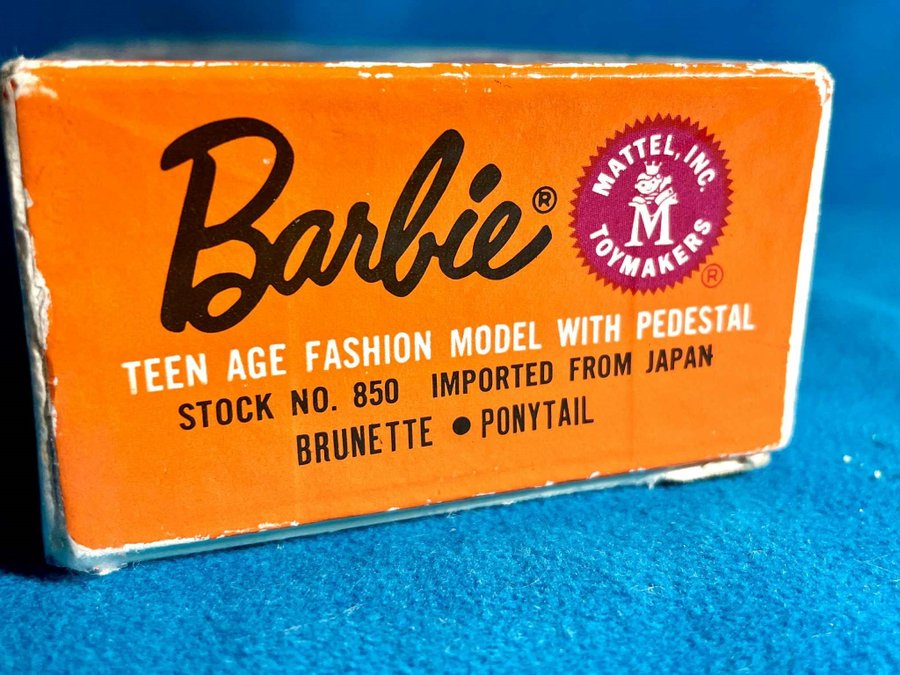 Barbie®
MATTEL, INC.
M
TOYMAKERS
®
TEEN AGE FASHION MODEL WITH PEDESTAL
STOCK NO. 850 IMPORTED FROM JAPAN
BRUNETTE • PONYTAIL